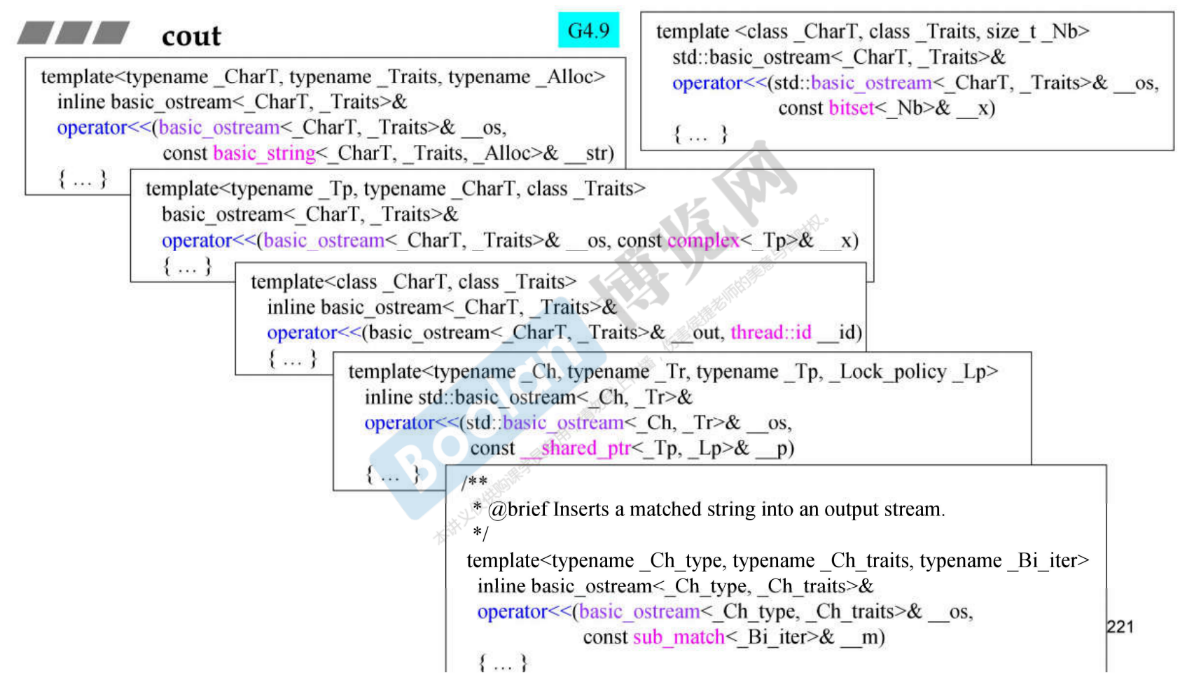 cout
G4.9
template<typename _CharT, typename _Traits, typename _Alloc>
inline basic_ostream<_CharT, _Traits>&
operator<<(basic_ostream<_CharT, _Traits>& __os,
const basic_string<_CharT, _Traits, _Alloc>& __str)
{ ... }
template <class _CharT, class _Traits, size_t _Nb>
std::basic_ostream<_CharT, _Traits>&
operator<<(std::basic_ostream<_CharT, _Traits>& __os,
const bitset<_Nb>& __x)
{ ... }
template<typename _Tp, typename _CharT, class _Traits>
basic_ostream<_CharT, _Traits>&
operator<<(basic_ostream<_CharT, _Traits>& __os, const complex<_Tp>& __x)
{ ... }
template<class _CharT, class _Traits>
inline basic_ostream<_CharT, _Traits>&
operator<<(basic_ostream<_CharT, _Traits>& __out, thread::id __id)
{ ... }
template<typename _Ch, typename _Tr, typename _Tp, _Lock_policy _Lp>
inline std::basic_ostream<_Ch, _Tr>&
operator<<(std::basic_ostream<_Ch, _Tr>& __os,
const __shared_ptr<_Tp, _Lp>& __p)
{ ... }
/**
* @brief Inserts a matched string into an output stream.
*/
template<typename _Ch_type, typename _Ch_traits, typename _Bi_iter>
inline basic_ostream<_Ch_type, _Ch_traits>&
operator<<(basic_ostream<_Ch_type, _Ch_traits>& __os,
const sub_match<_Bi_iter>& __m)
{ ... }
221
Boolan 博览网